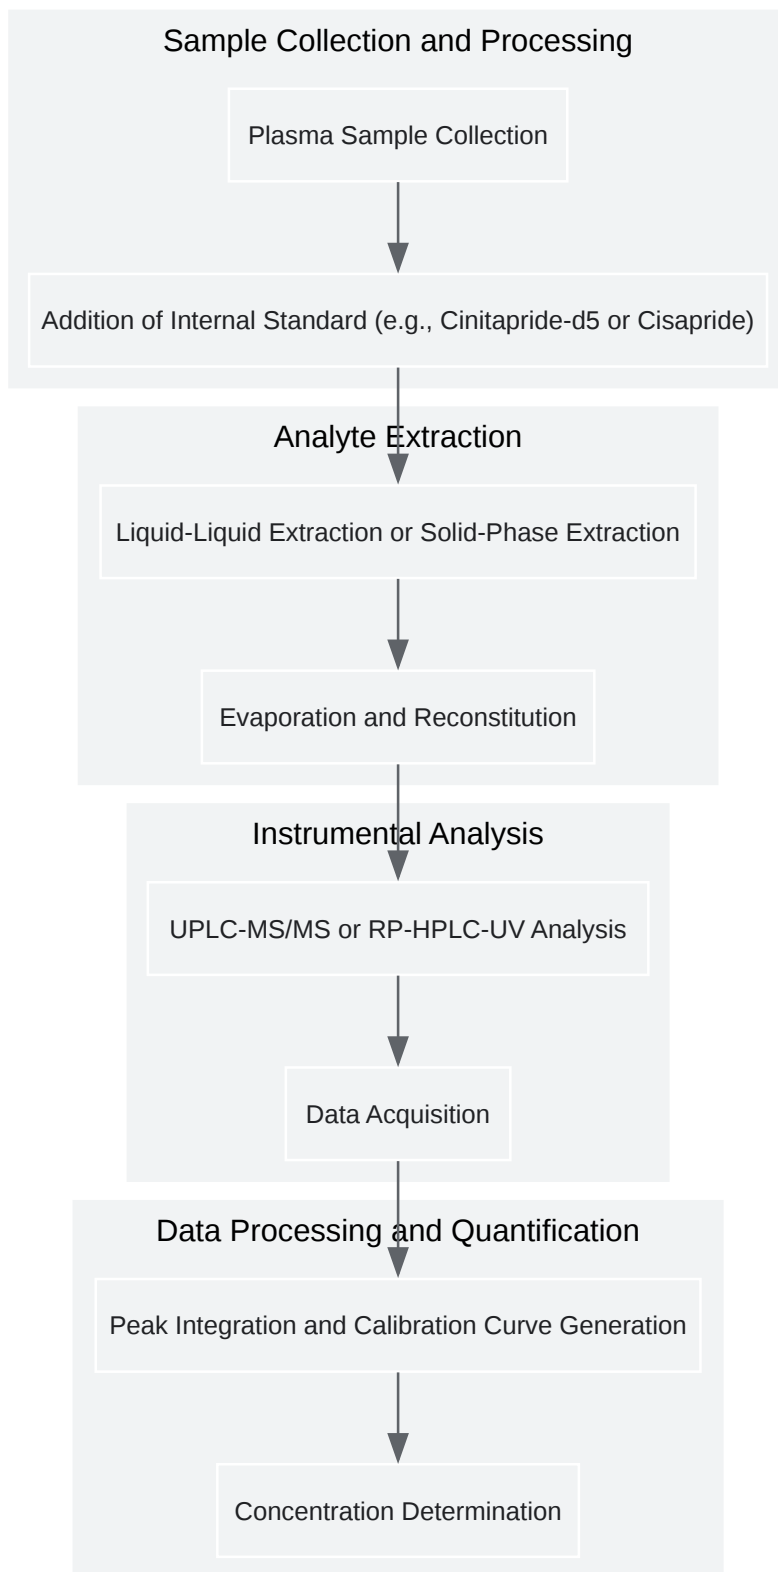 Sample Collection and Processing
Plasma Sample Collection
Addition of Internal Standard (e.g., Cinitapride-d5 or Cisapride)
Analyte Extraction
Liquid-Liquid Extraction or Solid-Phase Extraction
Evaporation and Reconstitution
Instrumental Analysis
UPLC-MS/MS or RP-HPLC-UV Analysis
Data Acquisition
Data Processing and Quantification
Peak Integration and Calibration Curve Generation
Concentration Determination